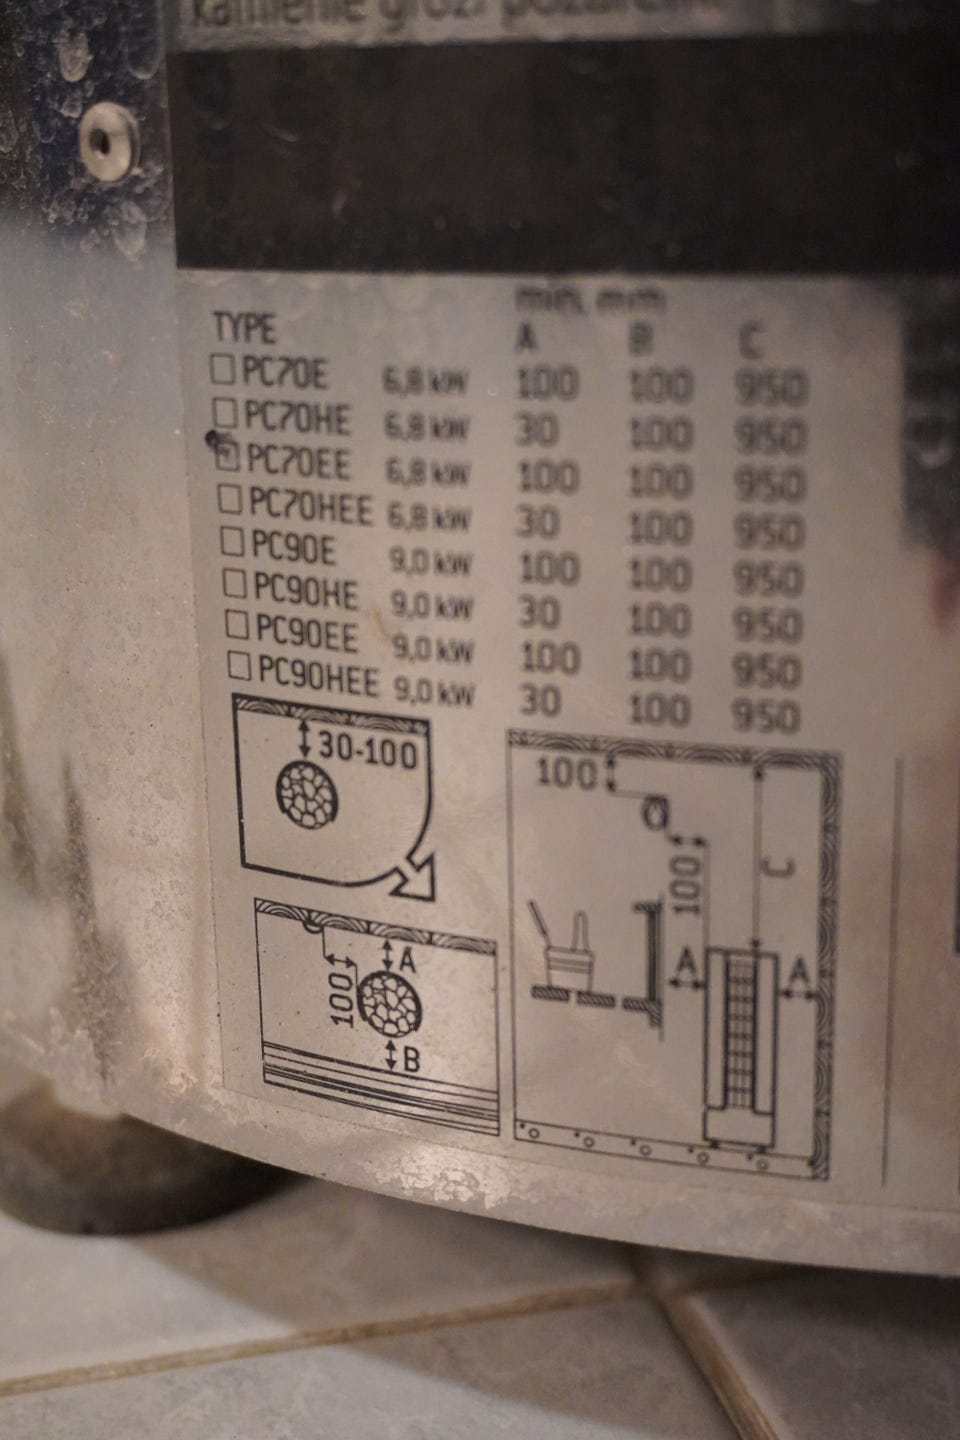 kamienie grozi pożarem
min. mm
TYPE A B C
PC70E 6,8 kW 100 100 950
PC70HE 6,8 kW 30 100 950
PC70EE 6,8 kW 100 100 950
PC70HEE 6,8 kW 30 100 950
PC90E 9,0 kW 100 100 950
PC90HE 9,0 kW 30 100 950
PC90EE 9,0 kW 100 100 950
PC90HEE 9,0 kW 30 100 950
30-100
100
100
C
A A
A
100
B